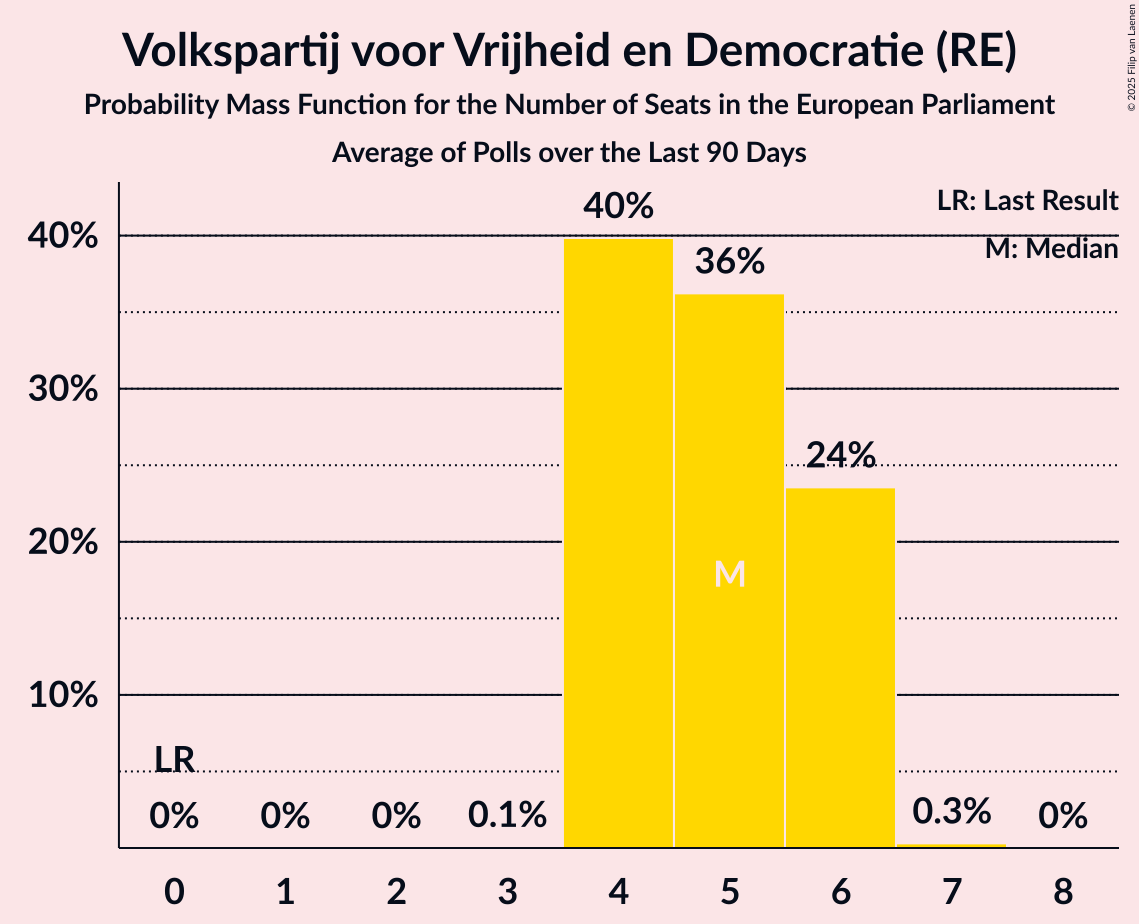 Volkspartij voor Vrijheid en Democratie (RE)
Probability Mass Function for the Number of Seats in the European Parliament
Average of Polls over the Last 90 Days
© 2025 Filip van Laenen
LR: Last Result
M: Median
40%
30%
20%
10%
40%
36%
24%
M
LR
0%
0%
0%
0.1%
0.3%
0%
0
1
2
3
4
5
6
7
8